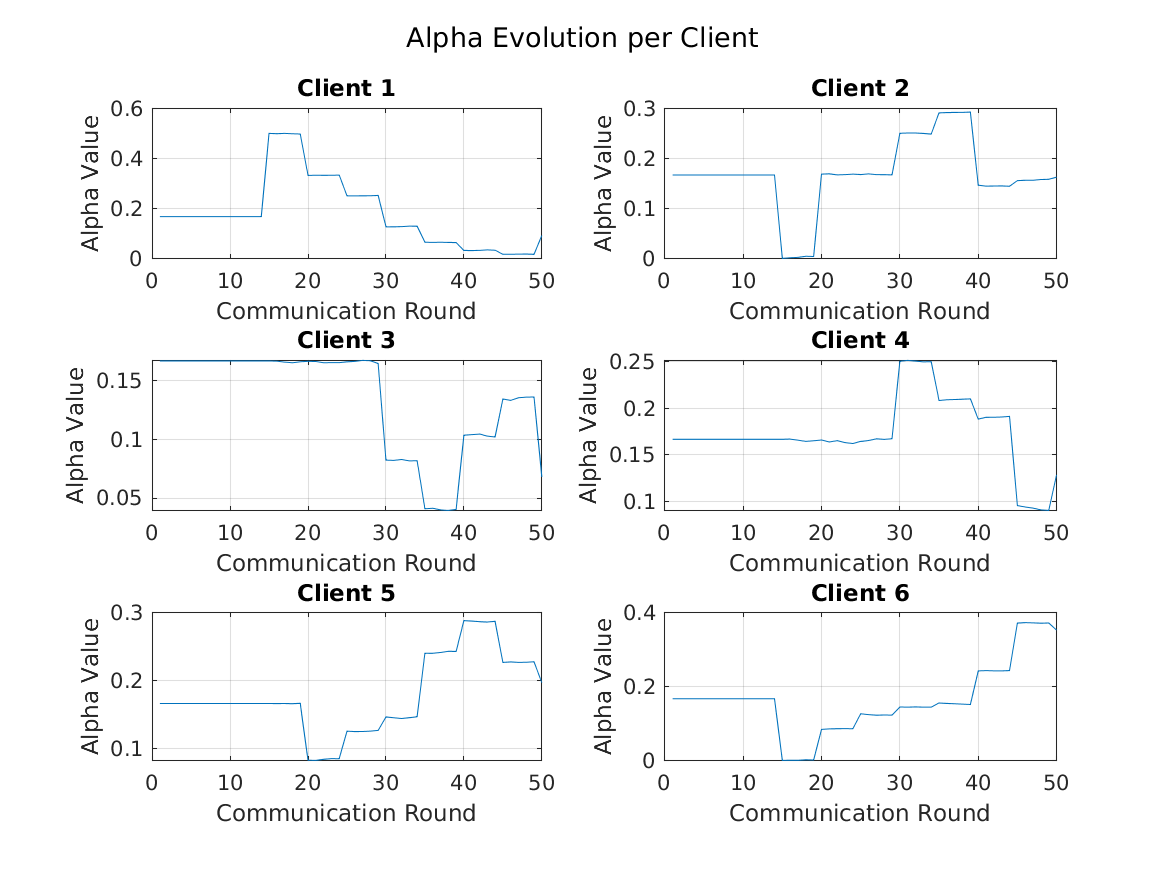 Alpha Evolution per Client
Client 1
Alpha Value
0.6
0.4
0.2
0
0 10 20 30 40 50
Communication Round
Client 2
Alpha Value
0.3
0.2
0.1
0
0 10 20 30 40 50
Communication Round
Client 3
Alpha Value
0.15
0.1
0.05
0 10 20 30 40 50
Communication Round
Client 4
Alpha Value
0.25
0.2
0.15
0.1
0 10 20 30 40 50
Communication Round
Client 5
Alpha Value
0.3
0.2
0.1
0 10 20 30 40 50
Communication Round
Client 6
Alpha Value
0.4
0.2
0
0 10 20 30 40 50
Communication Round